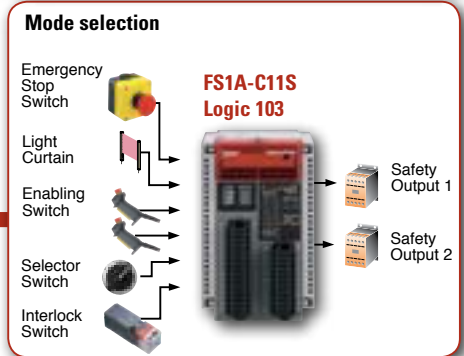 Mode selection
Emergency
Stop
Switch
FS1A-C11S
Logic 103
Light
Curtain
Enabling
Switch
Selector
Switch
Interlock
Switch
Safety
Output 1
Safety
Output 2